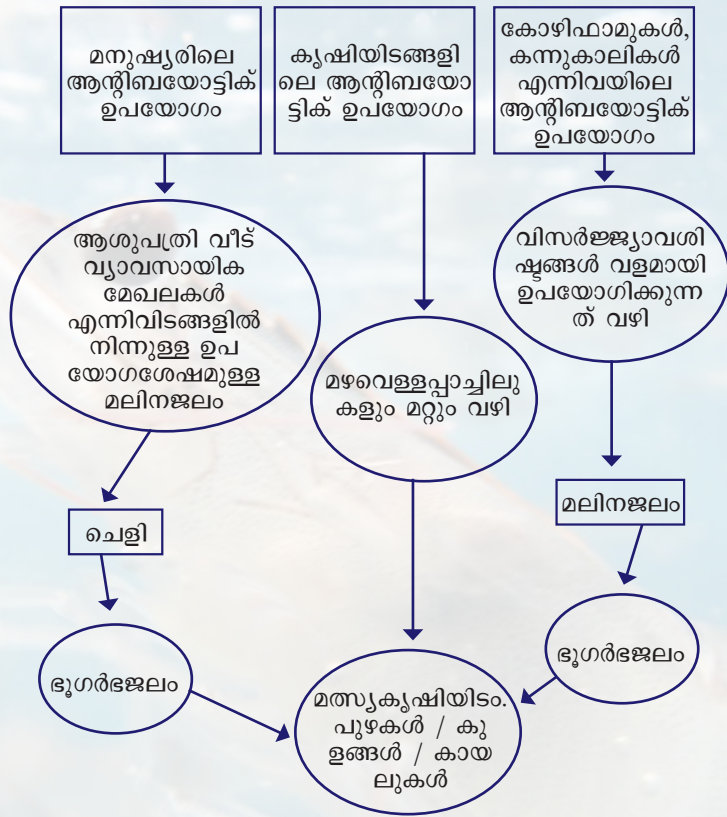 മനുഷ്യരിലെ
ആന്റിബയോട്ടിക്
ഉപയോഗം
കൃഷിയിടങ്ങളി
ലെ ആന്റിബയോ
ട്ടിക് ഉപയോഗം
കോഴിഫാമുകൾ,
കന്നുകാലികൾ
എന്നിവയിലെ
ആന്റിബയോട്ടിക്
ഉപയോഗം
ആശുപത്രി വീട്
വ്യാവസായിക
മേഖലകൾ
എന്നിവിടങ്ങളിൽ
നിന്നുള്ള ഉപ
യോഗശേഷമുള്ള
മലിനജലം
മഴവെള്ളപ്പാച്ചിലു
കളും മറ്റും വഴി
വിസർജ്ജ്യാവശി
ഷ്ടങ്ങൾ വളമായി
ഉപയോഗിക്കുന്ന
ത് വഴി
ചെളി
മലിനജലം
ഭൂഗർഭജലം
ഭൂഗർഭജലം
മത്സ്യകൃഷിയിടം.
പുഴകൾ / കു
ളങ്ങൾ / കായ
ലുകൾ